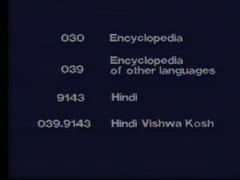 030 Encyclopedia
039 Encyclopedia
of other languages
9143 Hindi
039.9143 Hindi Vishwa Kosh